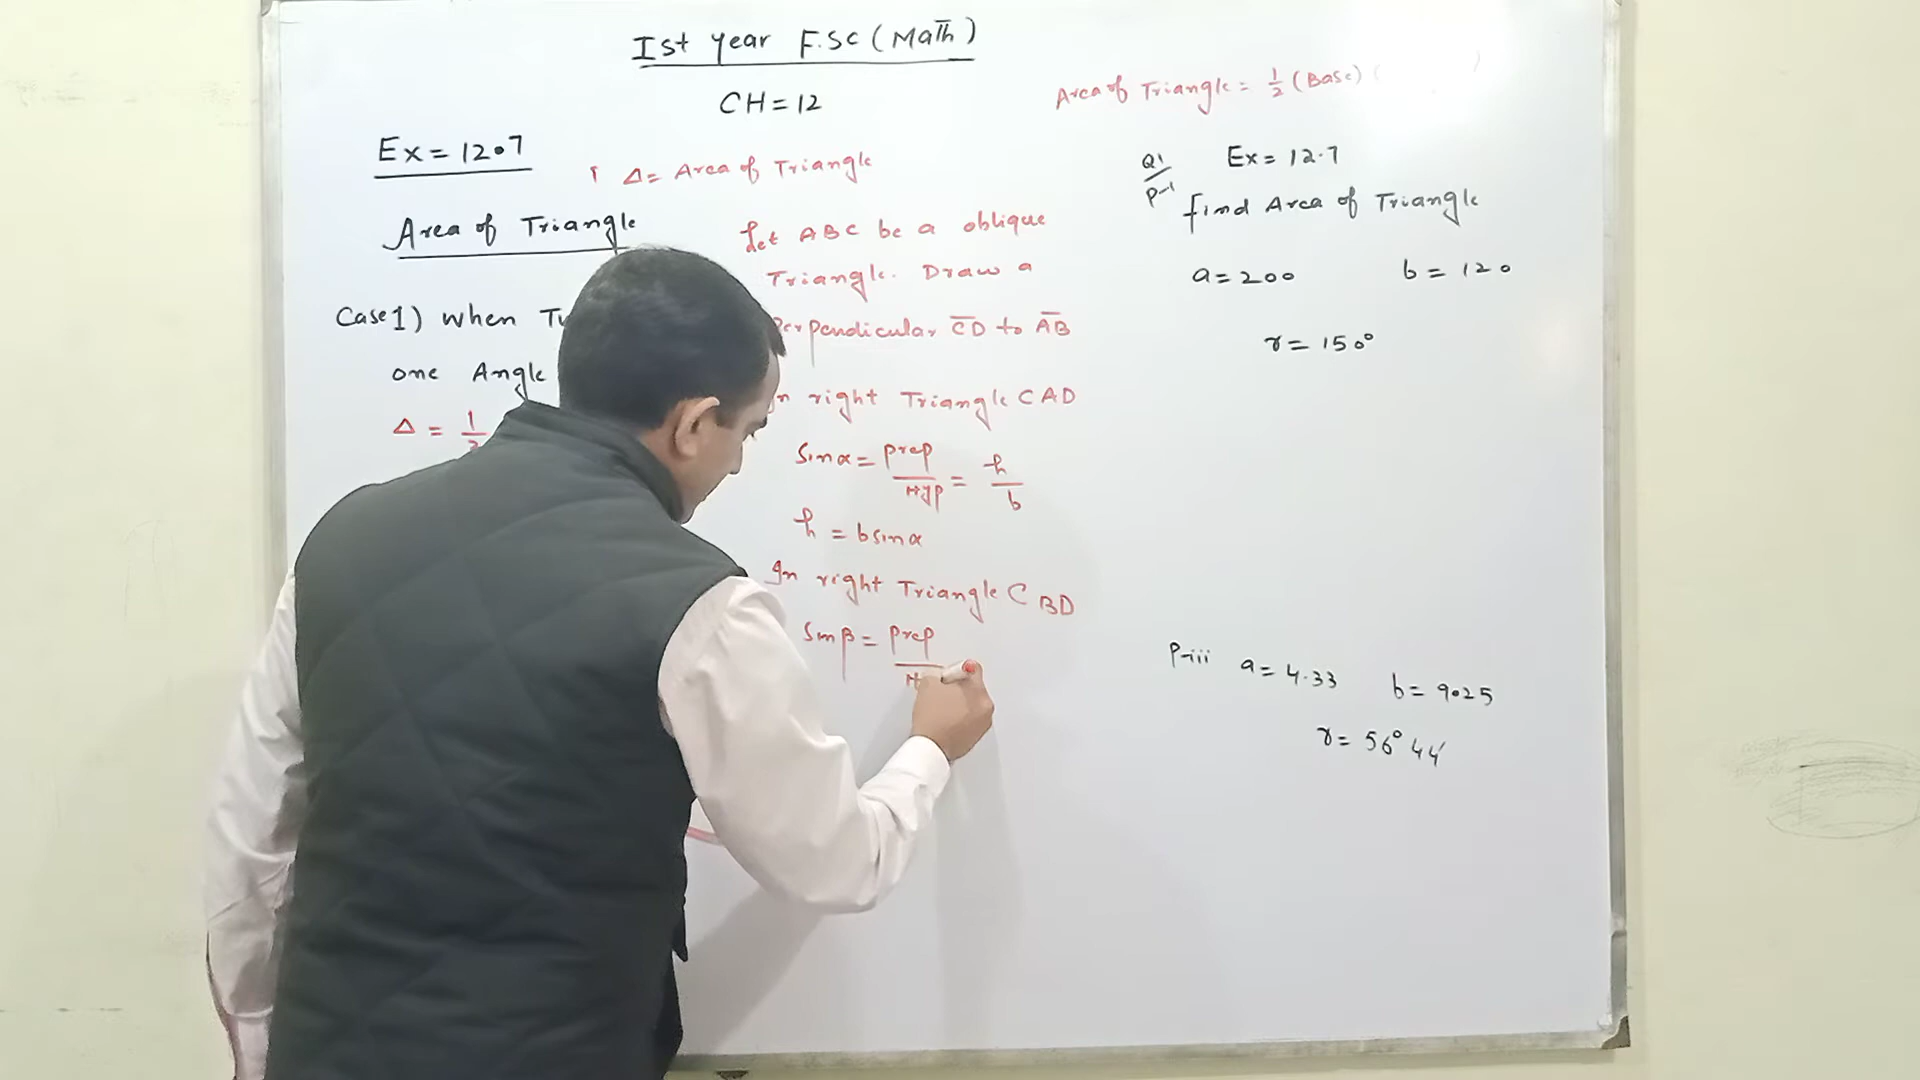 Ist year F.SC (Math)
CH = 12
Ex = 12.7
Δ = Area of Triangle
Area of Triangle
Case 1) When
one Angle
Δ = 1/2
Let ABC be a oblique
Triangle. Draw a
Perpendicular CD to AB
In right Triangle CAD
Sinα = prep/Hyp = h/b
h = bsinα
In right Triangle CBD
Sinβ = prep/
Area of Triangle = 1/2 (Base) (
Q1 Ex = 12.7
P-1 find Area of Triangle
a = 200 b = 120
γ = 150°
P-iii a = 4.33 b = 9.25
γ = 56° 44'